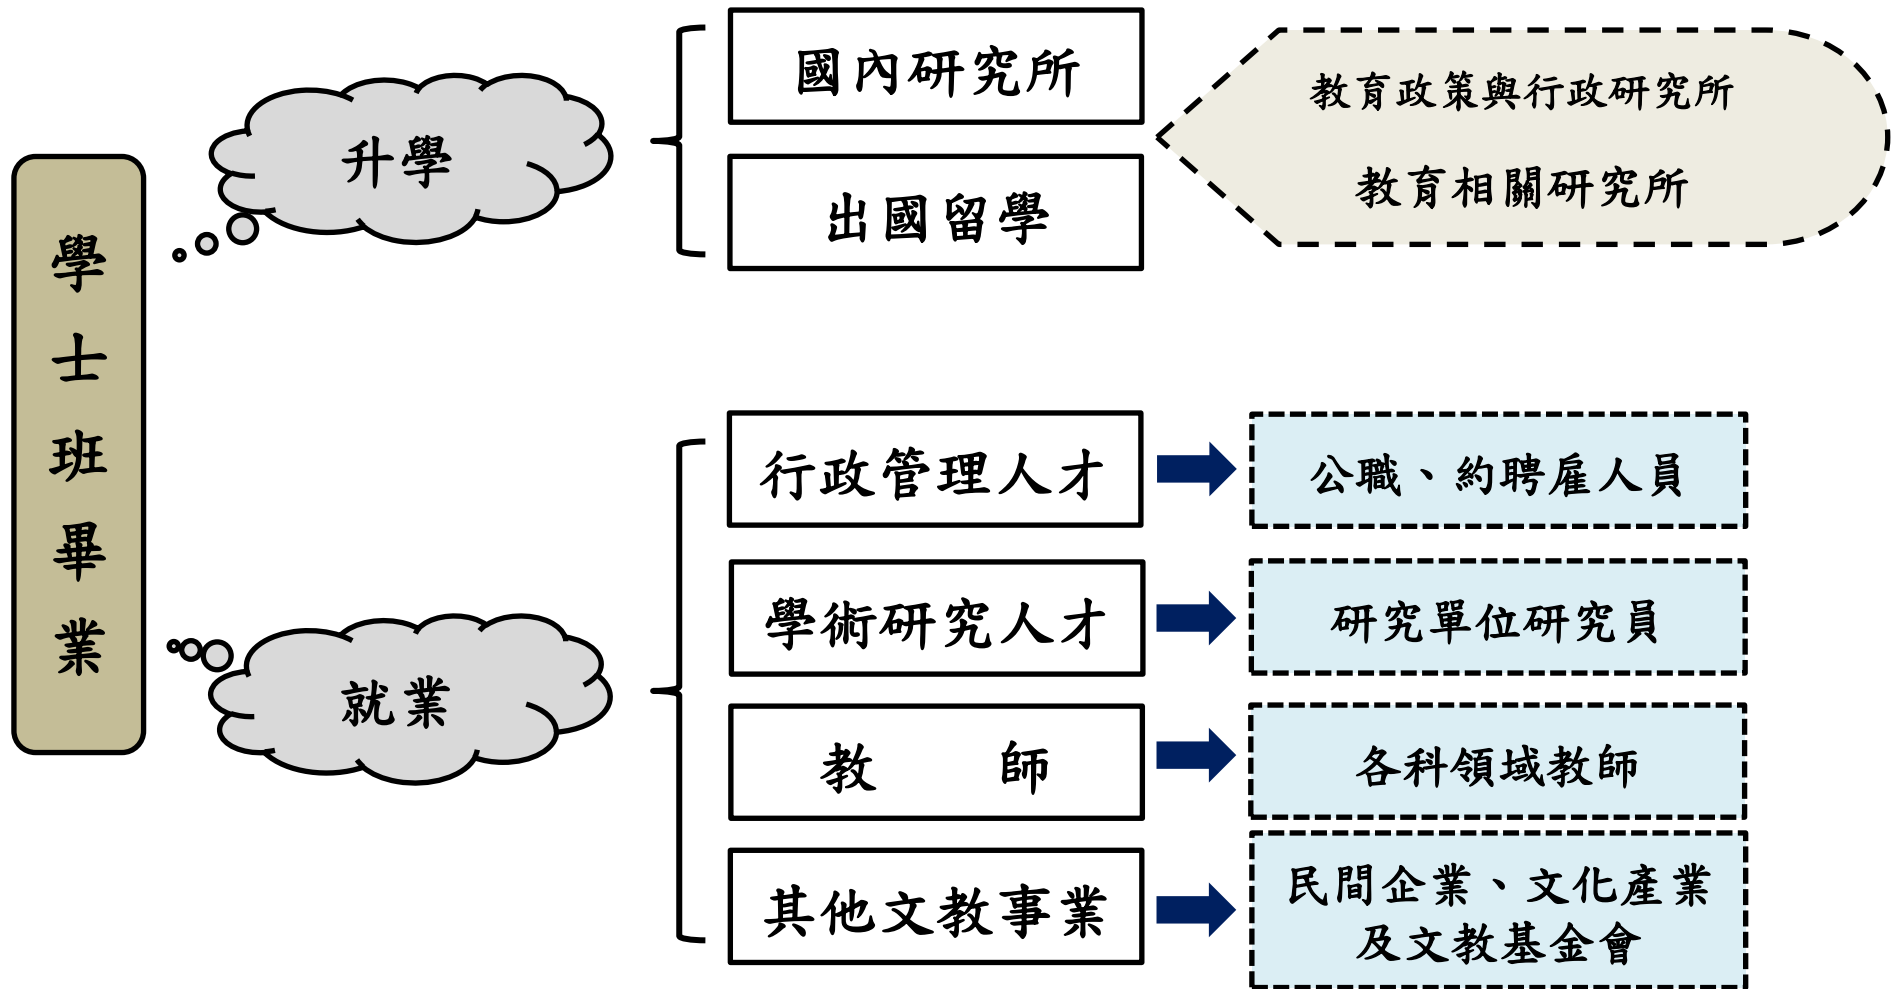 學士班畢業
升學
國內研究所
出國留學
教育政策與行政研究所
教育相關研究所
就業
行政管理人才
公職、約聘雇人員
學術研究人才
研究單位研究員
教 師
各科領域教師
其他文教事業
民間企業、文化產業
及文教基金會